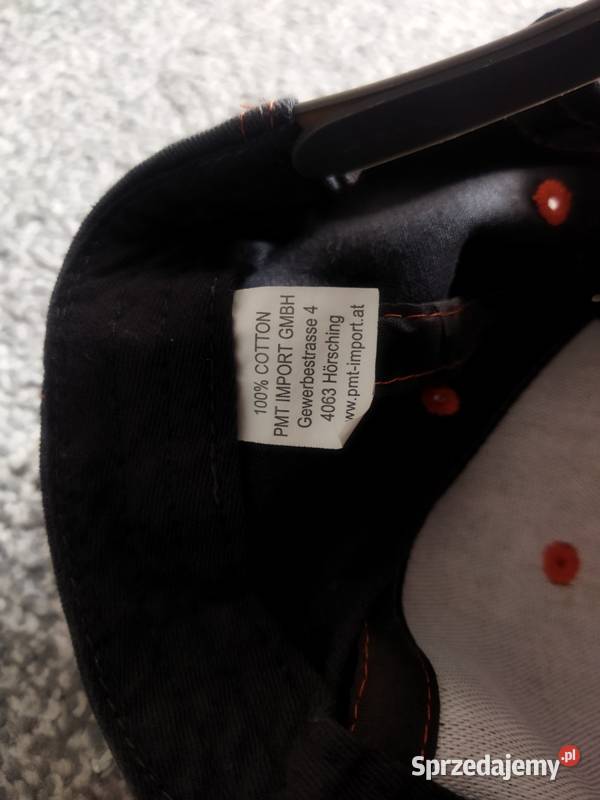 100% COTTON
PMT IMPORT GMBH
Gewerbestrasse 4
4063 Hörsching
www.pmt-import.at
Sprzedajemy.pl